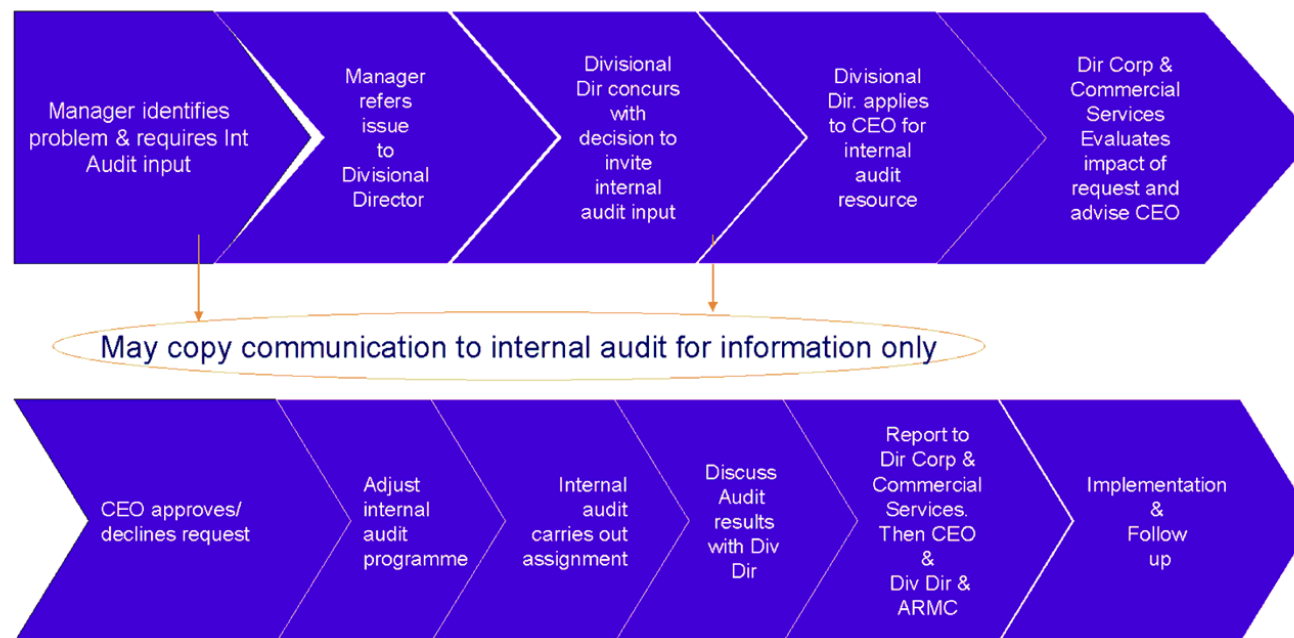 Manager identifies
problem & requires Int
Audit input
Manager
refers
issue
to
Divisional
Director
Divisional
Dir concurs
with
decision to
invite
internal
audit input
Divisional
Dir. applies
to CEO for
internal
audit
resource
Dir Corp &
Commercial
Services
Evaluates
impact of
request and
advise CEO
May copy communication to internal audit for information only
CEO approves/
declines request
Adjust
internal
audit
programme
Internal
audit
carries out
assignment
Discuss
Audit
results
with Div
Dir
Report to
Dir Corp &
Commercial
Services.
Then CEO
&
Div Dir &
ARMC
Implementation
&
Follow
up